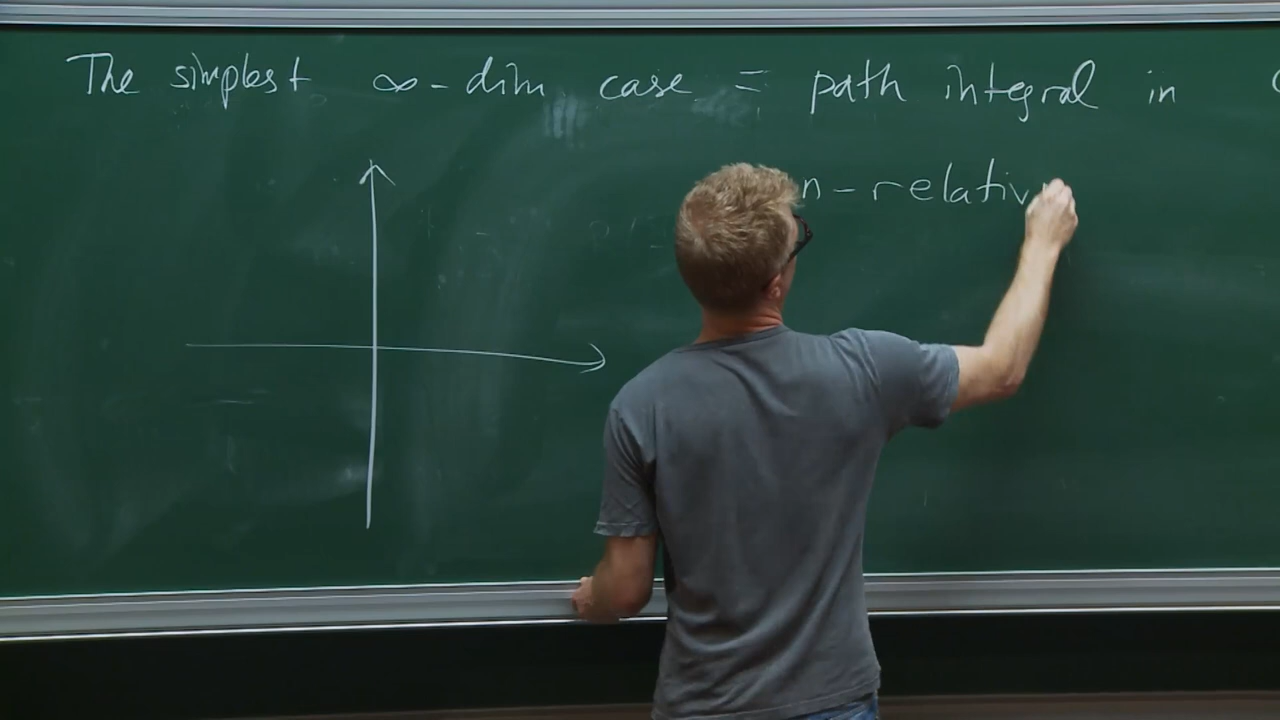 The simplest ∞-dim case = path integral in
n-relativ